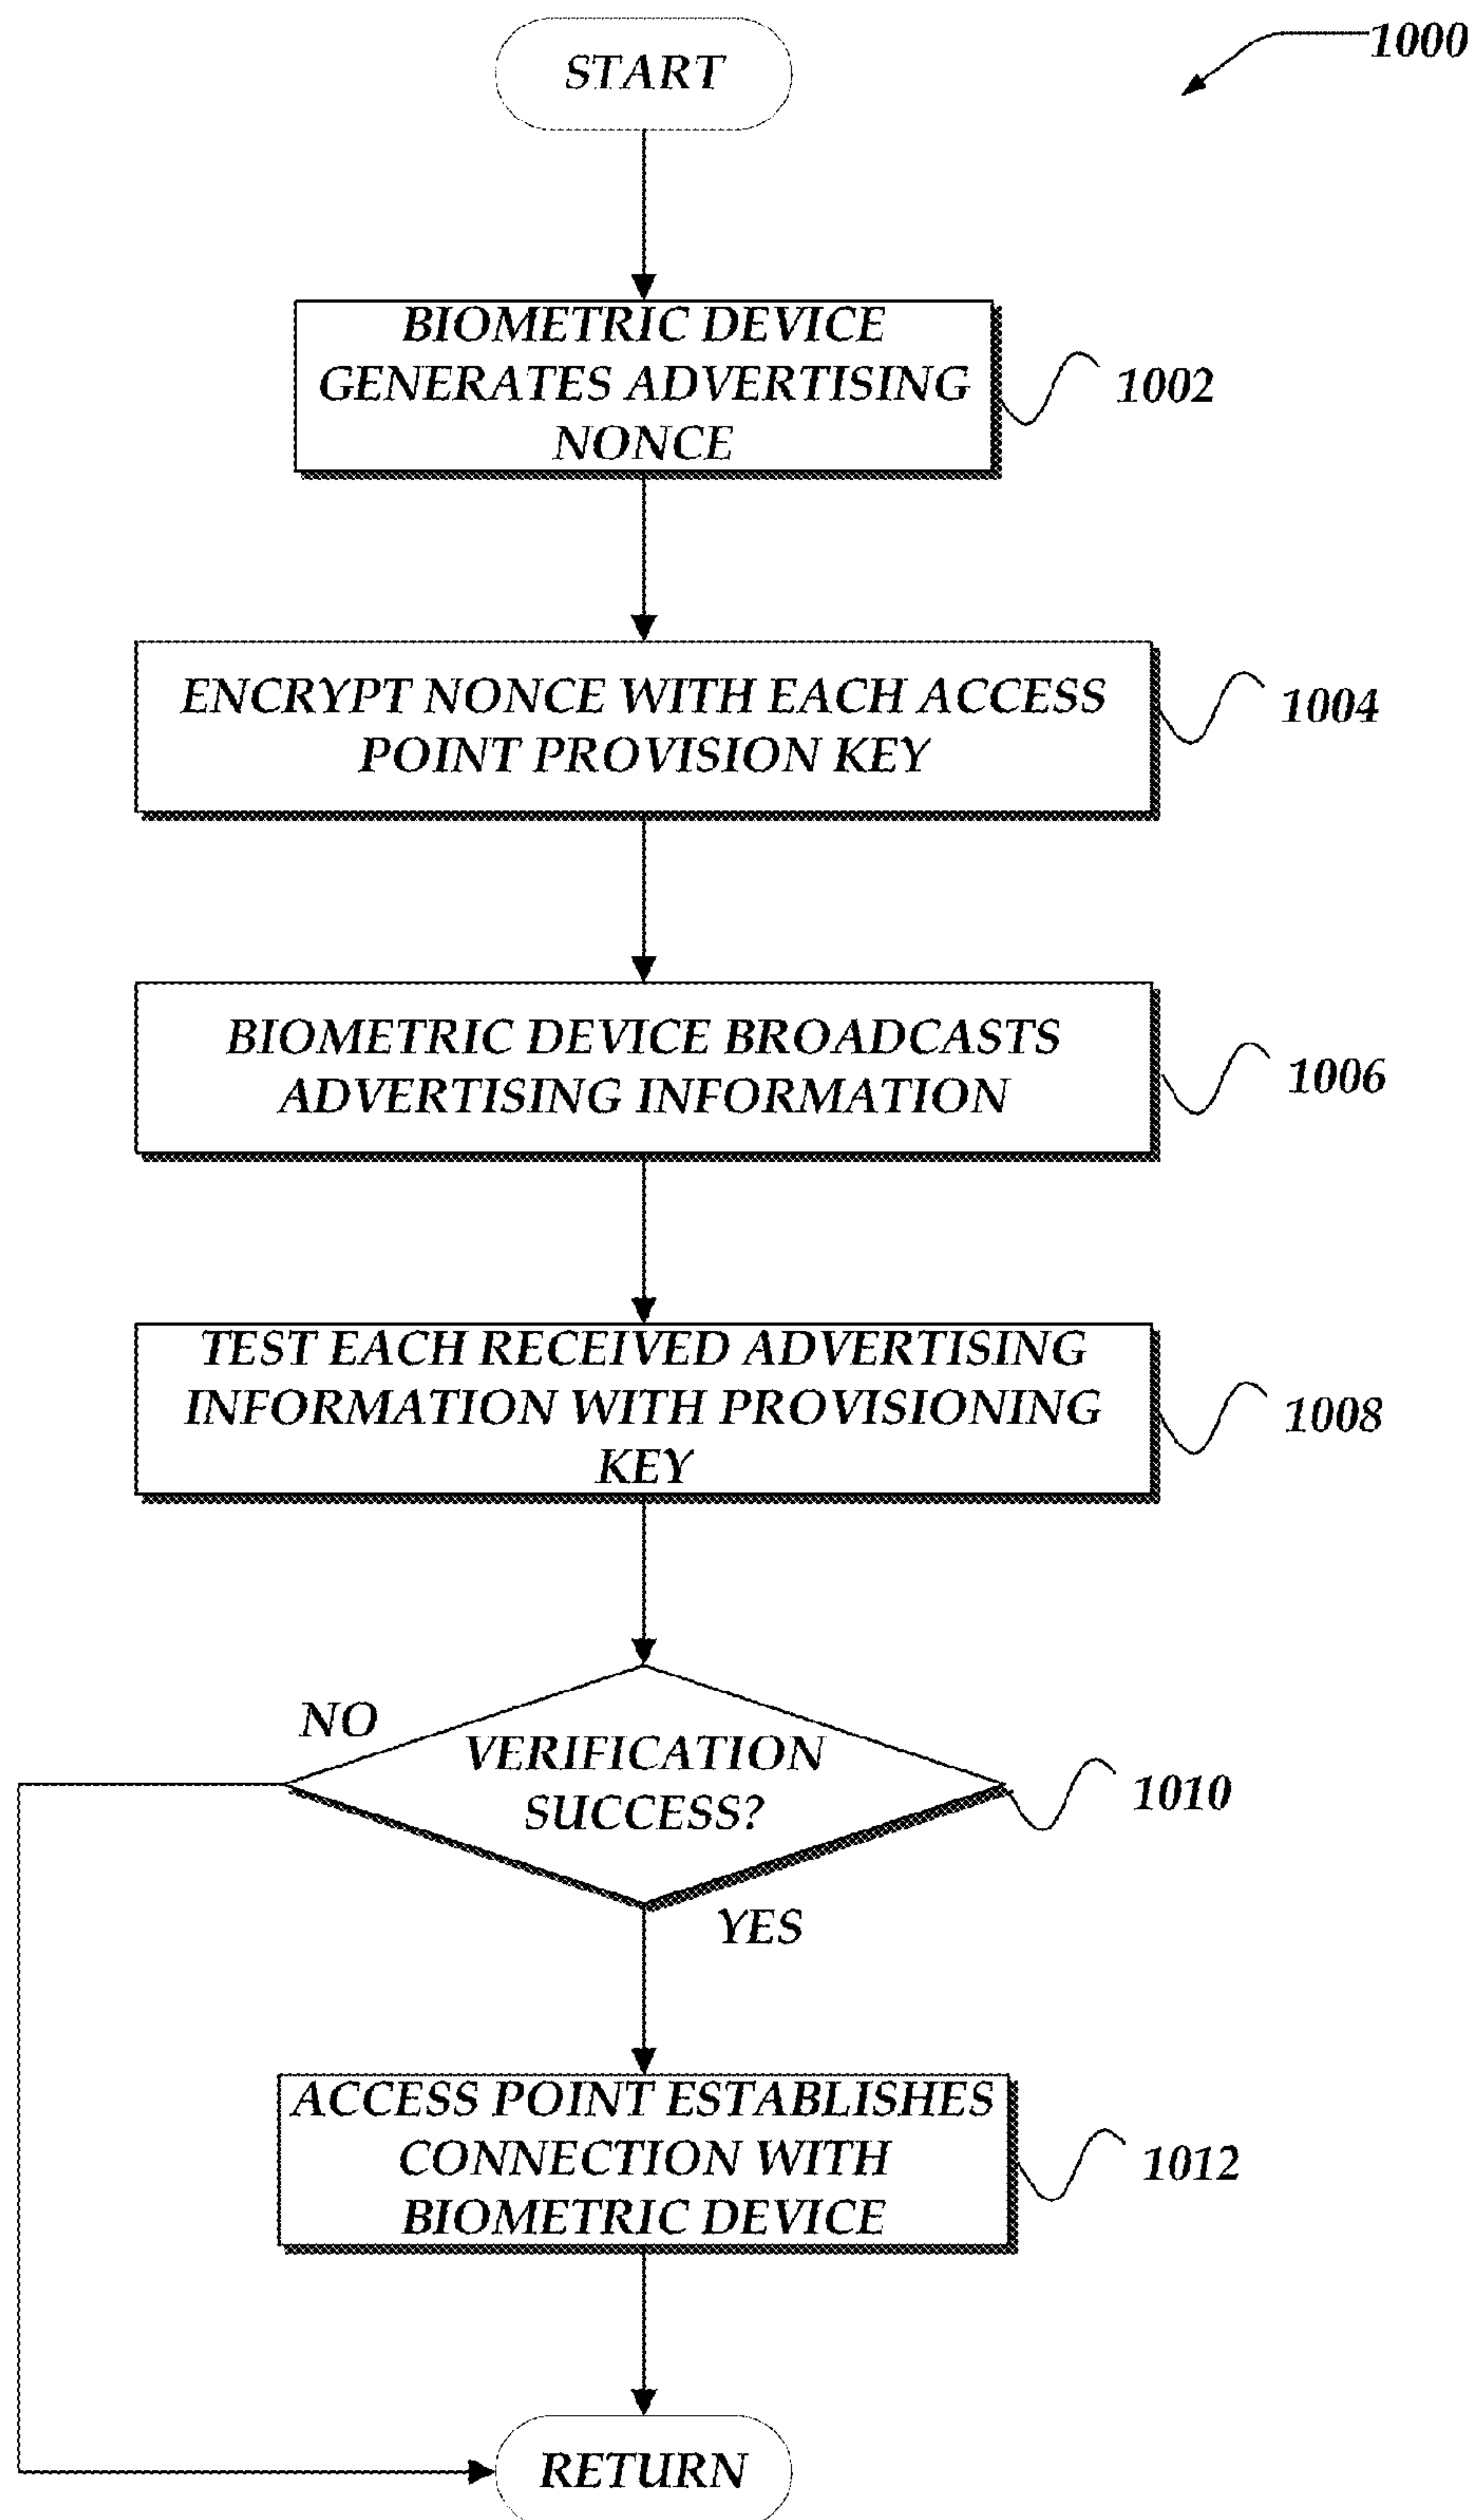 START
1000
BIOMETRIC DEVICE
GENERATES ADVERTISING
NONCE
1002
ENCRYPT NONCE WITH EACH ACCESS
POINT PROVISION KEY
1004
BIOMETRIC DEVICE BROADCASTS
ADVERTISING INFORMATION
1006
TEST EACH RECEIVED ADVERTISING
INFORMATION WITH PROVISIONING
KEY
1008
NO
VERIFICATION
SUCCESS?
1010
YES
ACCESS POINT ESTABLISHES
CONNECTION WITH
BIOMETRIC DEVICE
1012
RETURN